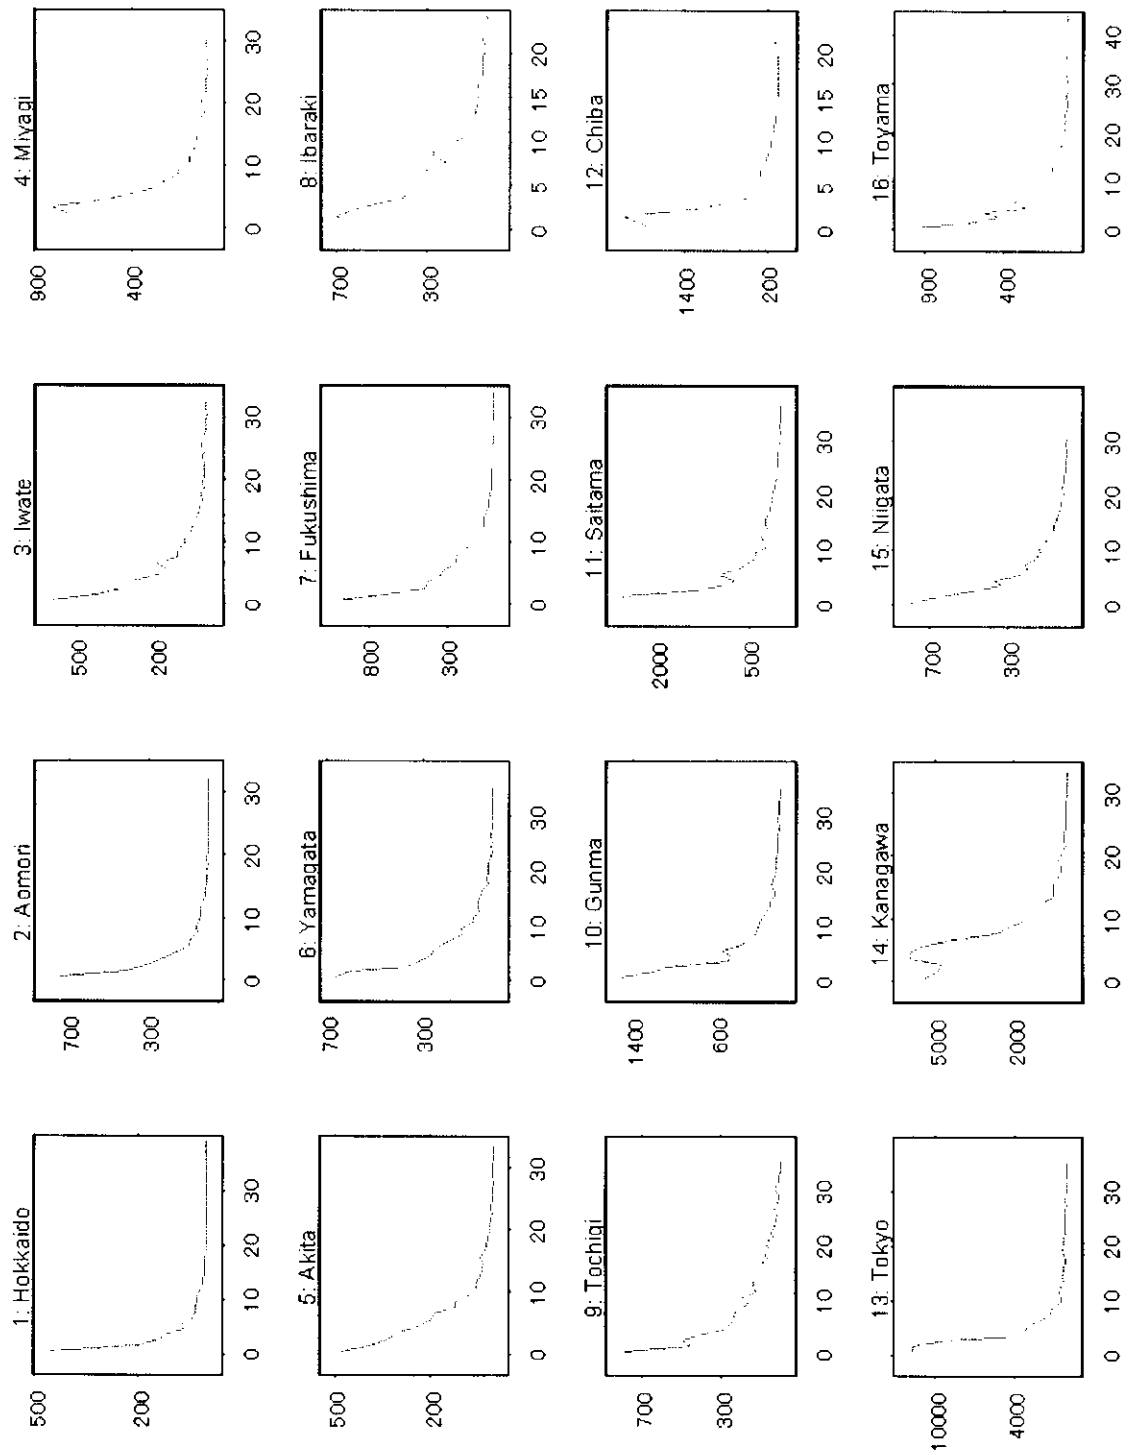 1: Hokkaido
500
200
0 10 20 30
2: Aomori
700
300
0 10 20 30
3: Iwate
500
200
0 10 20 30
4: Miyagi
900
400
0 10 20 30
5: Akita
500
200
0 10 20 30
6: Yamagata
700
300
0 10 20 30
7: Fukushima
800
300
0 10 20 30
8: Ibaraki
700
300
0 5 10 15 20
9: Tochigi
700
300
0 10 20 30
10: Gunma
1400
600
0 10 20 30
11: Saitama
2000
500
0 10 20 30
12: Chiba
1400
200
0 5 10 15 20
13: Tokyo
10000
4000
0 10 20 30
14: Kanagawa
5000
2000
0 10 20 30
15: Niigata
700
300
0 10 20 30
16: Toyama
900
400
0 10 20 30 40